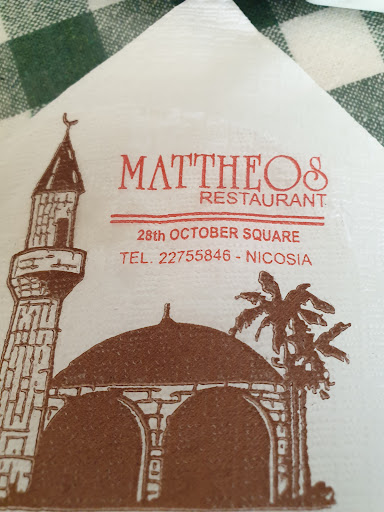 MATTHEOS
RESTAURANT
28th OCTOBER SQUARE
TEL. 22755846 - NICOSIA